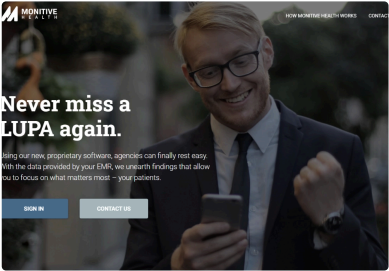 MONITIVE
HEALTH
HOW MONITIVE HEALTH WORKS
CONTACT
Never miss a
LUPA again.
Using our new, proprietary software, agencies can finally rest easy.
With the data provided by your EMR, we unearth findings that allow
you to focus on what matters most – your patients.
SIGN IN
CONTACT US